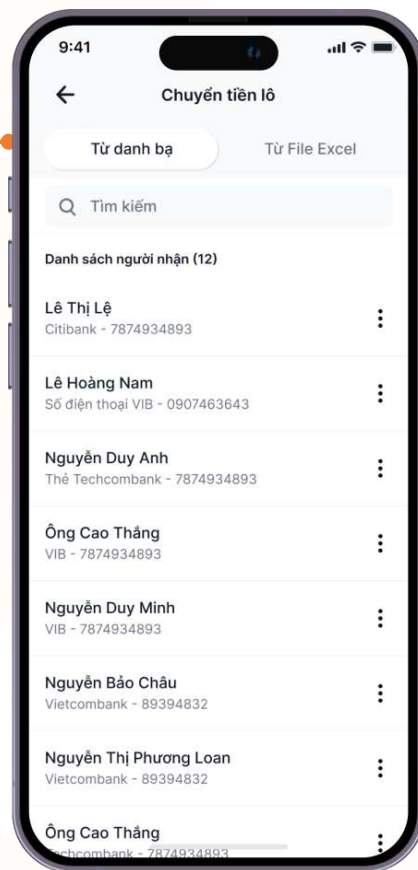 9:41
Chuyển tiền lô
Từ danh bạ
Từ File Excel
Tìm kiếm
Danh sách người nhận (12)
Lê Thị Lệ
Citibank - 7874934893
Lê Hoàng Nam
Số điện thoại VIB - 0907463643
Nguyễn Duy Anh
Thẻ Techcombank - 7874934893
Ông Cao Thắng
VIB - 7874934893
Nguyễn Duy Minh
VIB - 7874934893
Nguyễn Bảo Châu
Vietcombank - 89394832
Nguyễn Thị Phương Loan
Vietcombank - 89394832
Ông Cao Thắng
Techcombank - 7874934893